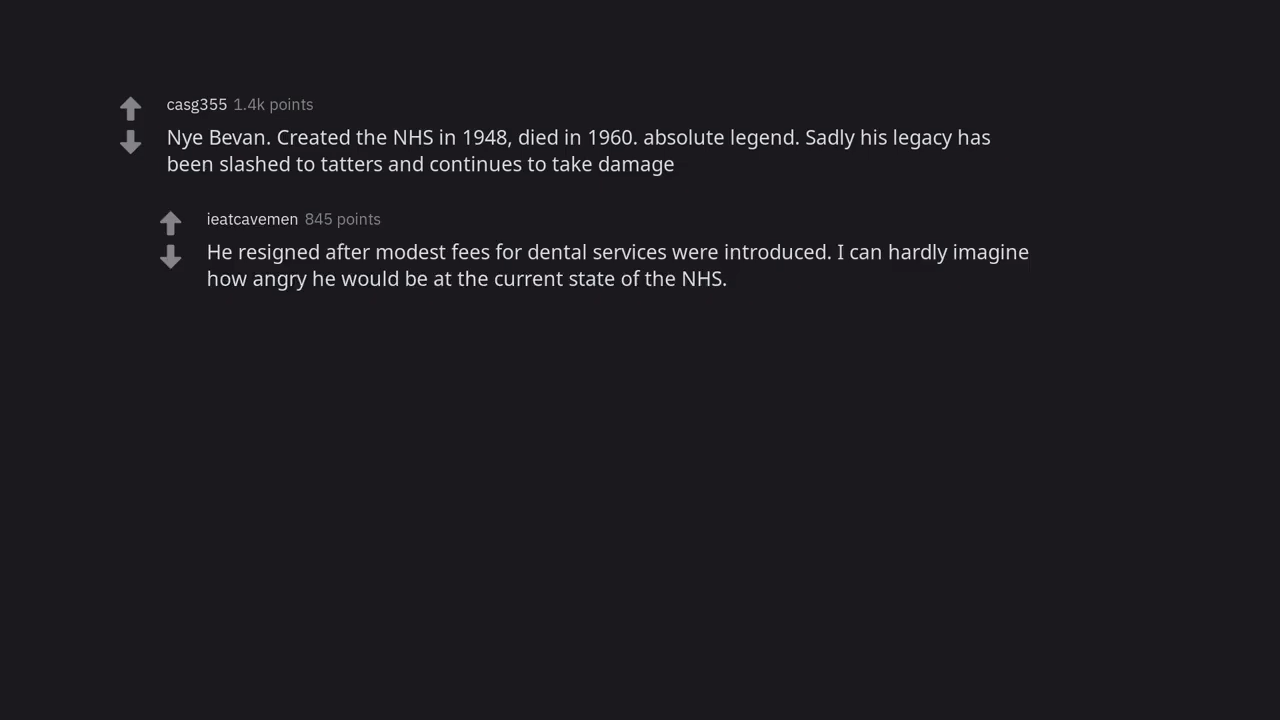 casg355 1.4k points
Nye Bevan. Created the NHS in 1948, died in 1960. absolute legend. Sadly his legacy has
been slashed to tatters and continues to take damage
ieatcavemen 845 points
He resigned after modest fees for dental services were introduced. I can hardly imagine
how angry he would be at the current state of the NHS.